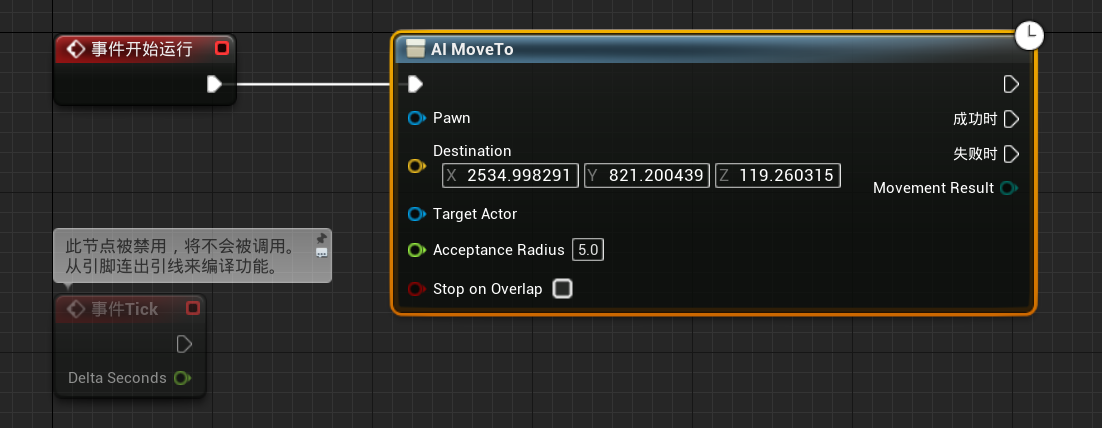 事件开始运行
AI MoveTo
Pawn
成功时
Destination
失败时
X 2534.998291 Y 821.200439 Z 119.260315
Movement Result
Target Actor
Acceptance Radius 5.0
Stop on Overlap
此节点被禁用，将不会被调用。
从引脚连出引线来编译功能。
事件Tick
Delta Seconds